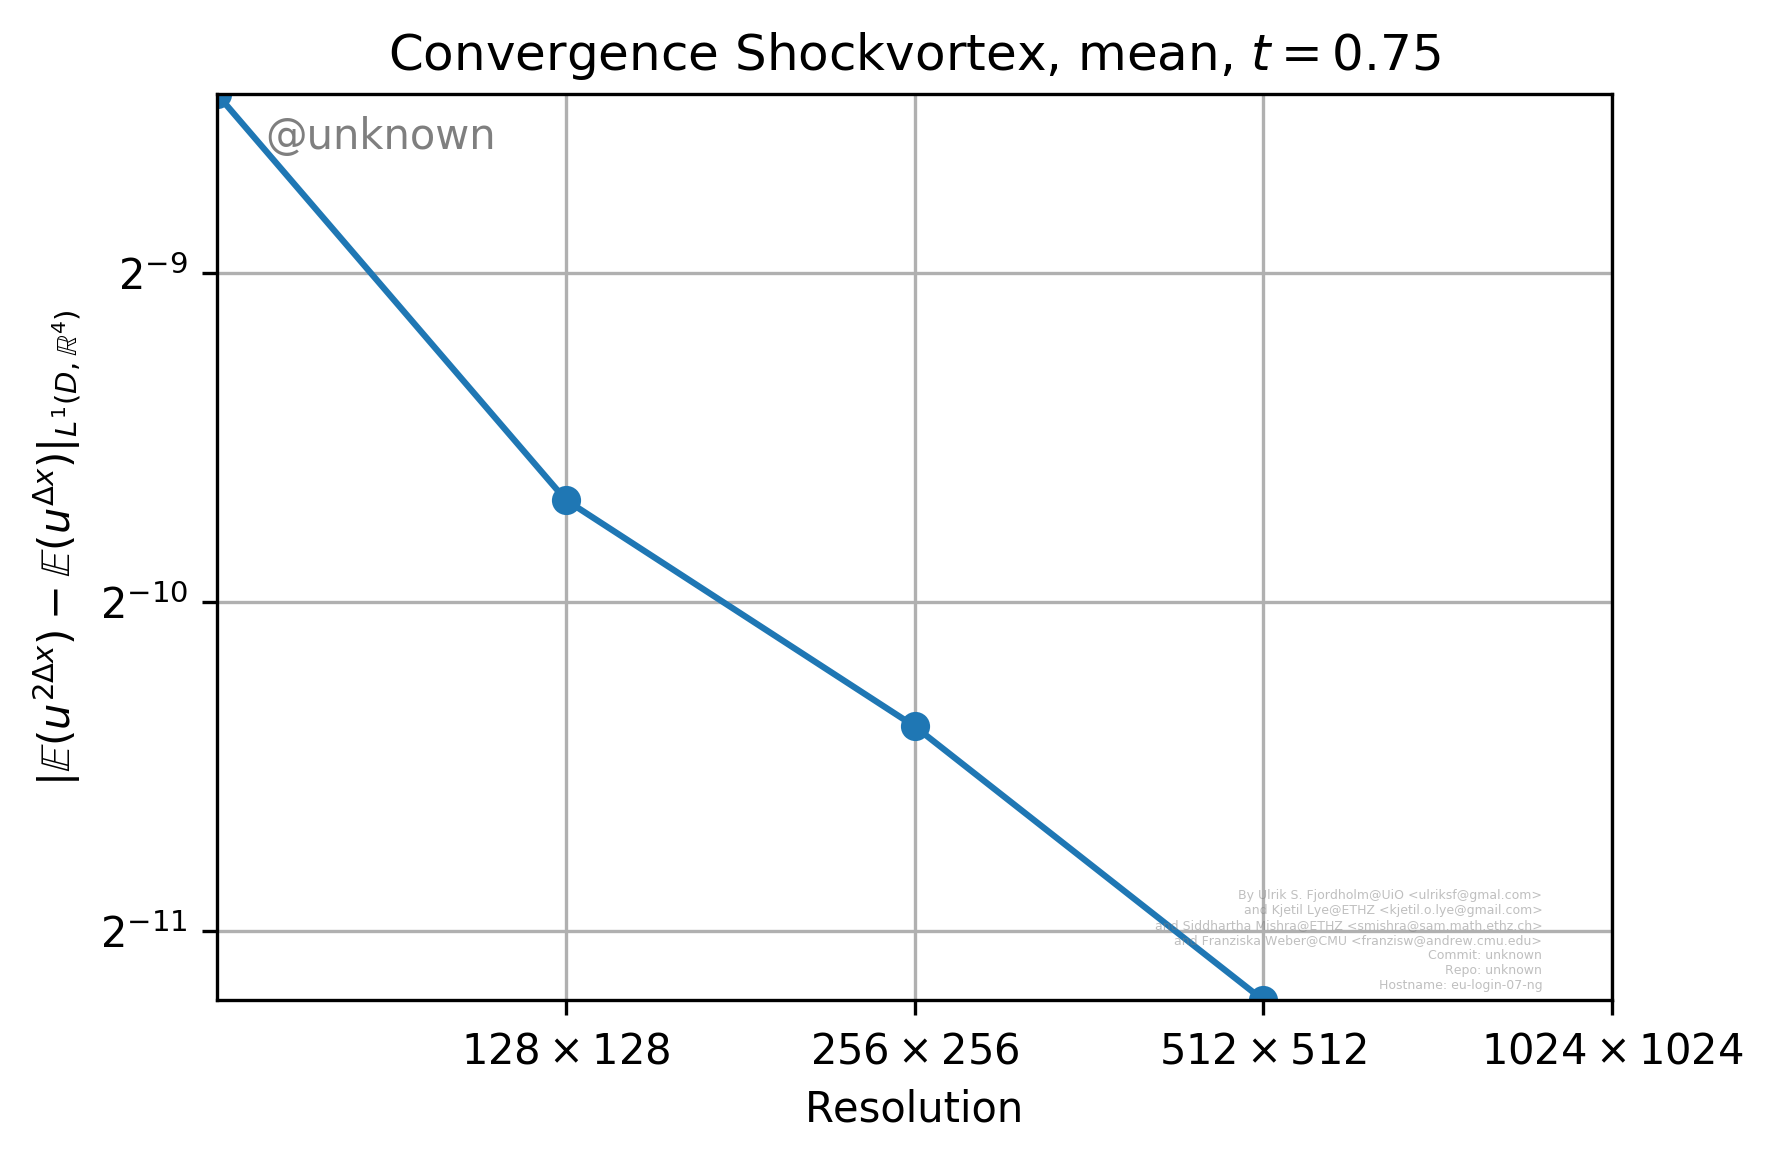 Convergence Shockvortex, mean, t = 0.75
@unknown
2⁻⁹
2⁻¹⁰
2⁻¹¹
|𝔼(u^{2Δx}) − 𝔼(u^{Δx})|_{L¹(D, ℝ⁴)}
By Ulrik S. Fjordholm@UiO <ulriksf@gmal.com>
and Kjetil Lye@ETHZ <kjetil.o.lye@gmail.com>
and Siddhartha Mishra@ETHZ <smishra@sam.math.ethz.ch>
and Franziska Weber@CMU <franzisw@andrew.cmu.edu>
Commit: unknown
Repo: unknown
Hostname: eu-login-07-ng
128 × 128 256 × 256 512 × 512 1024 × 1024
Resolution